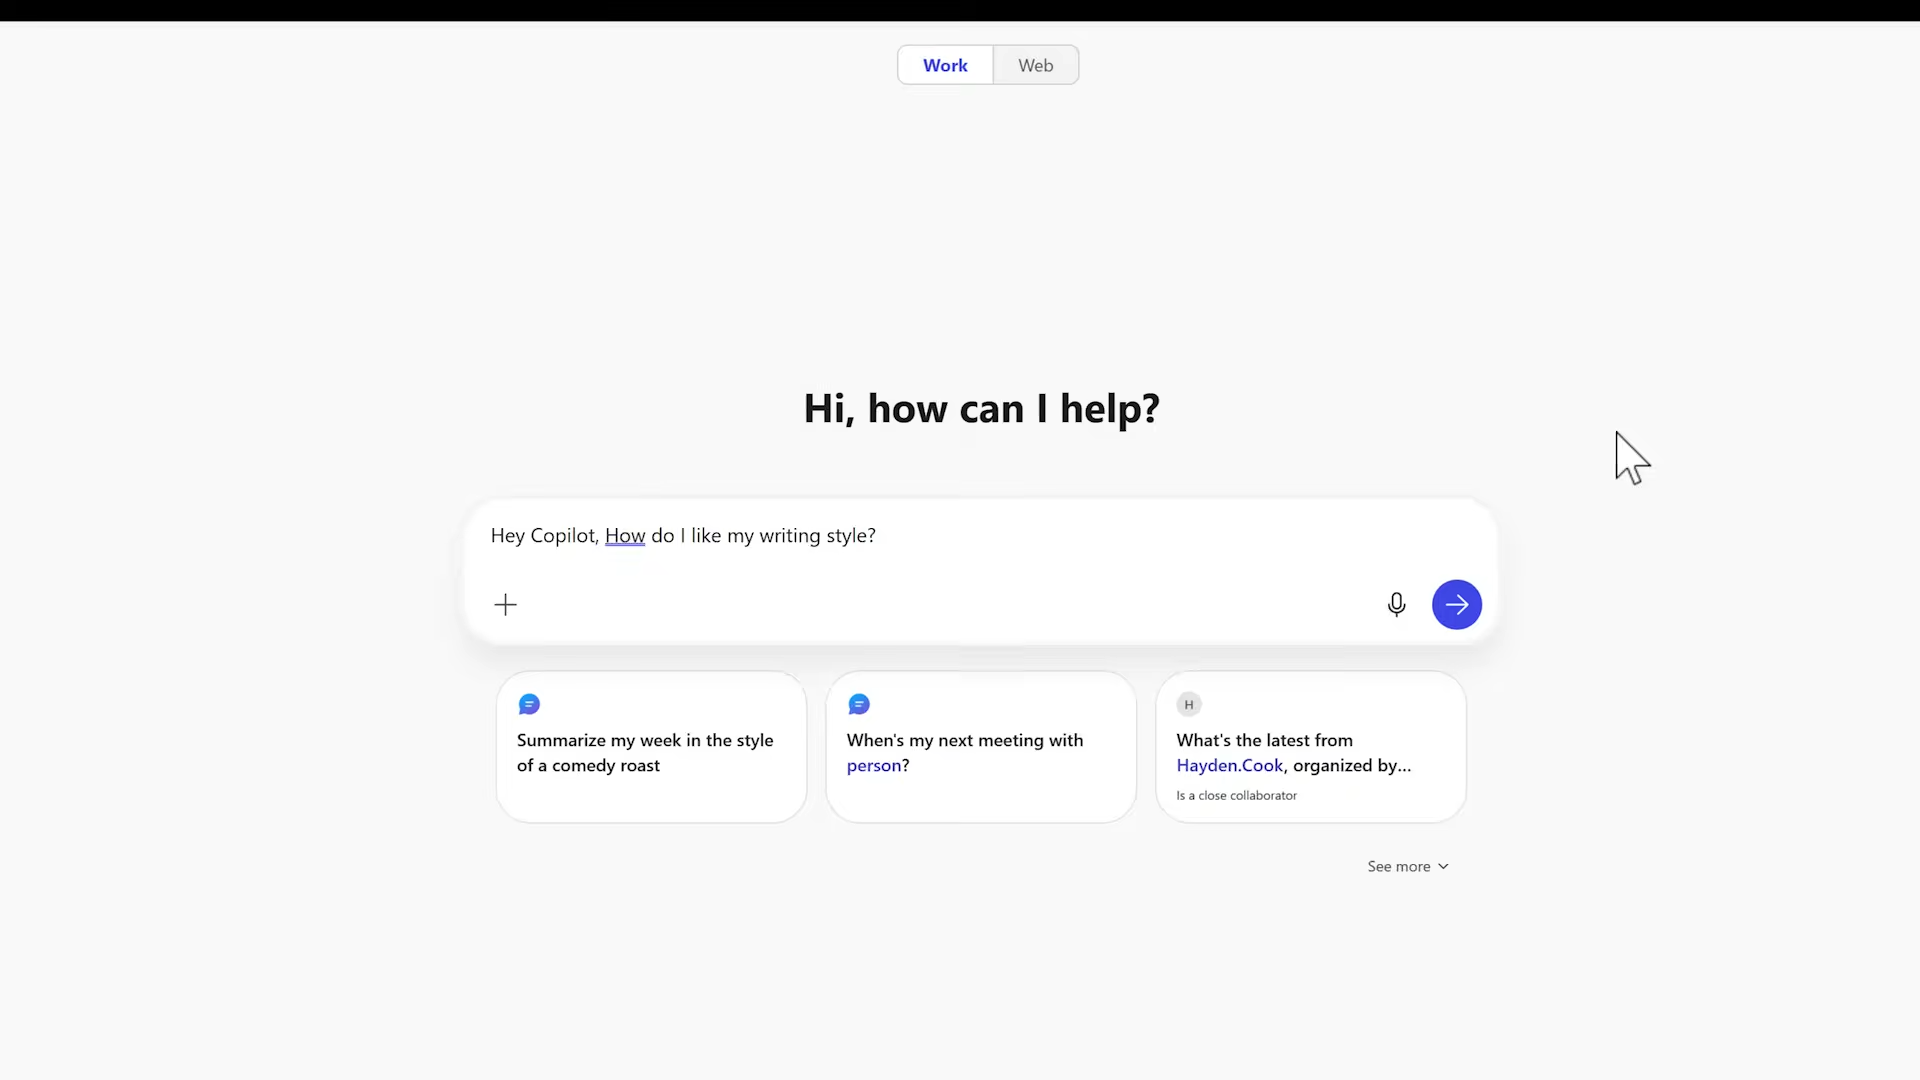 Work
Web
Hi, how can I help?
Hey Copilot, How do I like my writing style?
Summarize my week in the style
of a comedy roast
When's my next meeting with
person?
H
What's the latest from
Hayden.Cook, organized by...
Is a close collaborator
See more